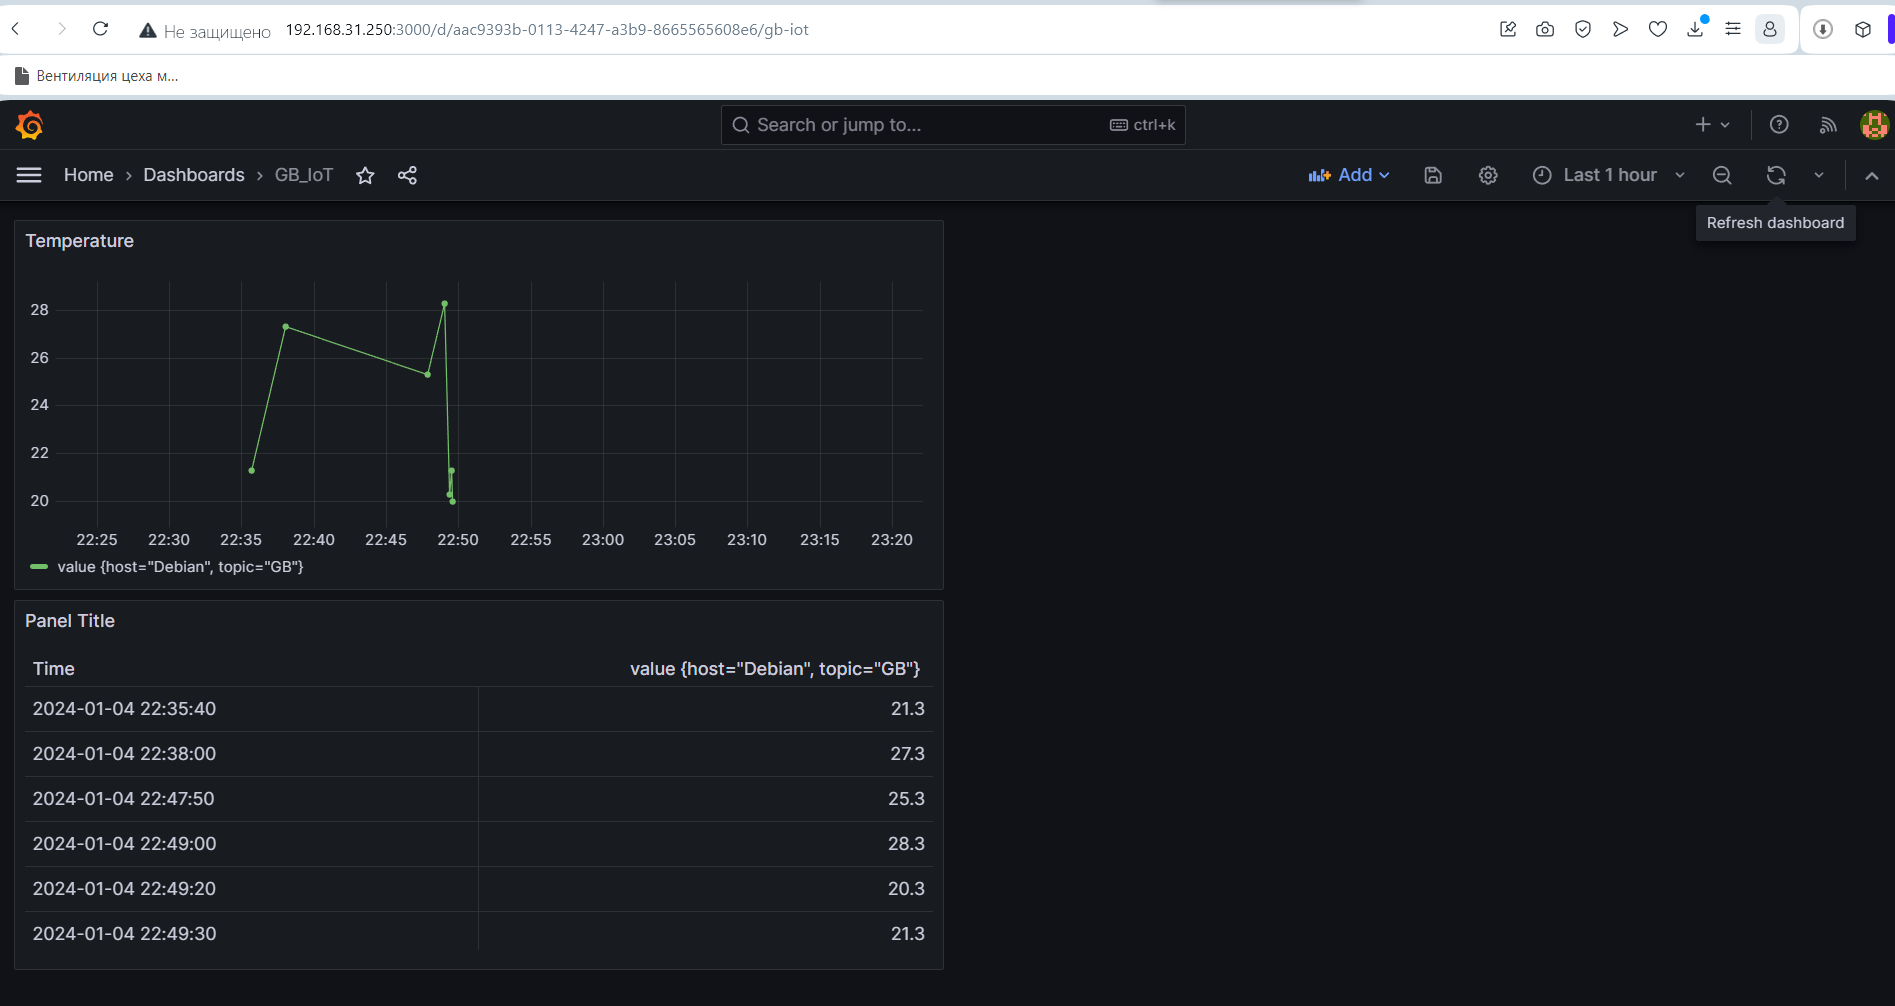 Не защищено 192.168.31.250:3000/d/aac9393b-0113-4247-a3b9-8665565608e6/gb-iot
Вентиляция цеха м...
Search or jump to... ctrl+k
Home › Dashboards › GB_IoT Add Last 1 hour
Refresh dashboard
Temperature
28
26
24
22
20
22:25 22:30 22:35 22:40 22:45 22:50 22:55 23:00 23:05 23:10 23:15 23:20
value {host="Debian", topic="GB"}
Panel Title
Time value {host="Debian", topic="GB"}
2024-01-04 22:35:40 21.3
2024-01-04 22:38:00 27.3
2024-01-04 22:47:50 25.3
2024-01-04 22:49:00 28.3
2024-01-04 22:49:20 20.3
2024-01-04 22:49:30 21.3